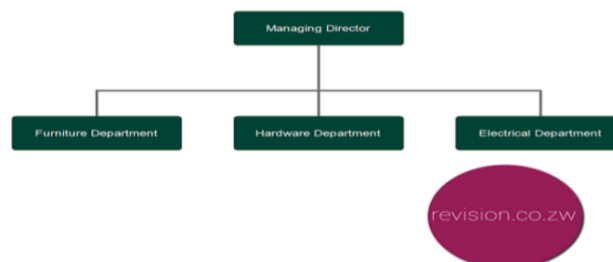 Managing Director
Furniture Department
Hardware Department
Electrical Department
revision.co.zw